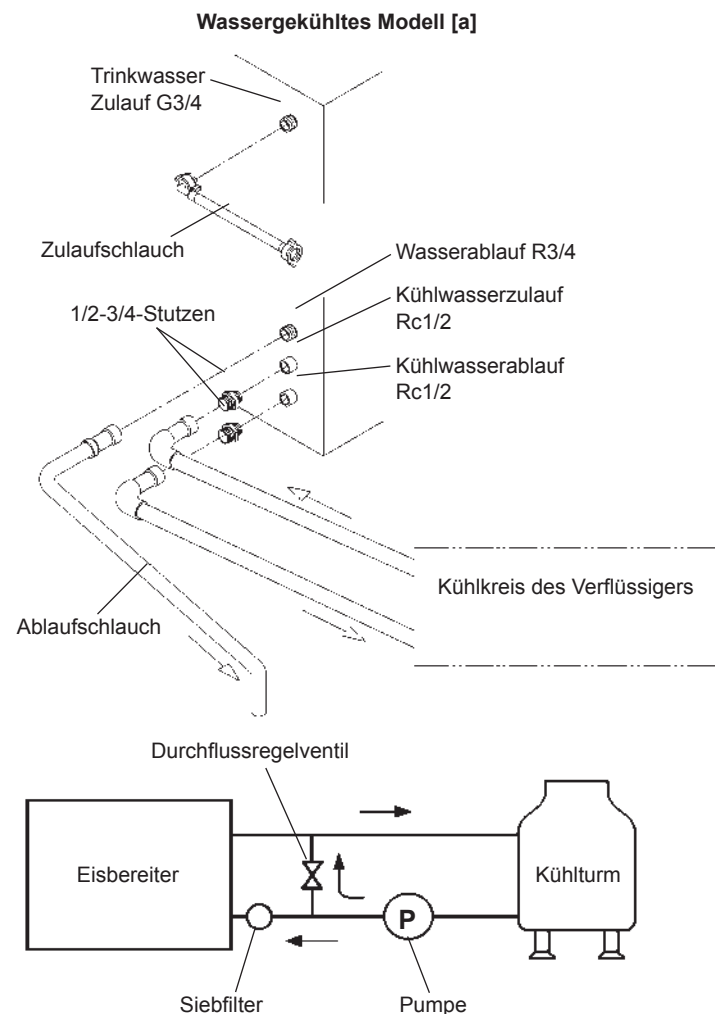 Wassergekühltes Modell [a]
Trinkwasser
Zulauf G3/4
Zulaufschlauch
Wasserablauf R3/4
Kühlwasserzulauf
Rc1/2
1/2-3/4-Stutzen
Kühlwasserablauf
Rc1/2
Kühlkreis des Verflüssigers
Ablaufschlauch
Durchflussregelventil
Eisbereiter
Kühlturm
P
Siebfilter
Pumpe